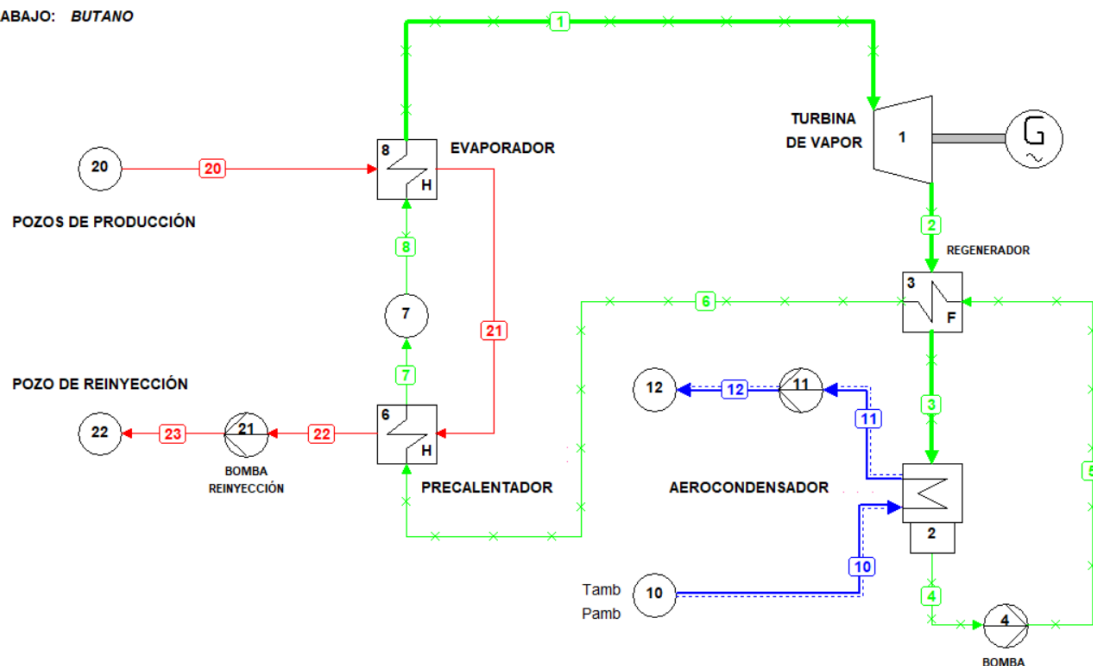 ABAJO: BUTANO
1
TURBINA
DE VAPOR
1
G
8
EVAPORADOR
H
20
20
2
POZOS DE PRODUCCIÓN
8
REGENERADOR
3
F
6
5
7
21
7
POZO DE REINYECCIÓN
12
12
11
11
3
6
H
22
23
21
22
BOMBA
REINYECCIÓN
PRECALENTADOR
AEROCONDENSADOR
2
10
Tamb
Pamb
10
4
4
BOMBA